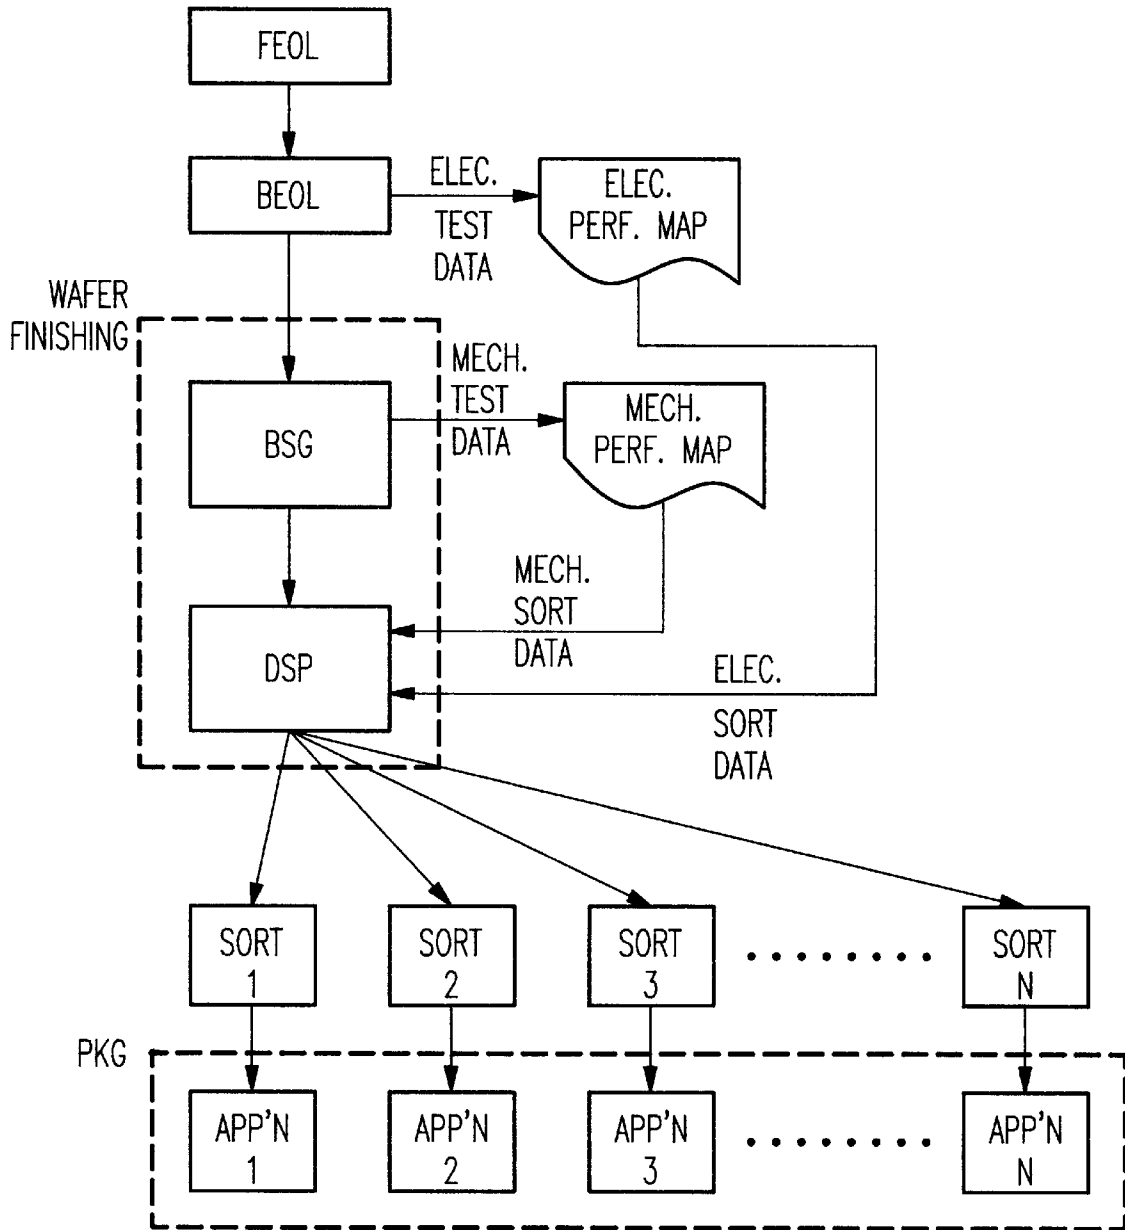 FEOL
BEOL
ELEC.
TEST
DATA
ELEC.
PERF. MAP
WAFER
FINISHING
BSG
MECH.
TEST
DATA
MECH.
PERF. MAP
DSP
MECH.
SORT
DATA
ELEC.
SORT
DATA
SORT
1
SORT
2
SORT
3
SORT
N
PKG
APP'N
1
APP'N
2
APP'N
3
APP'N
N